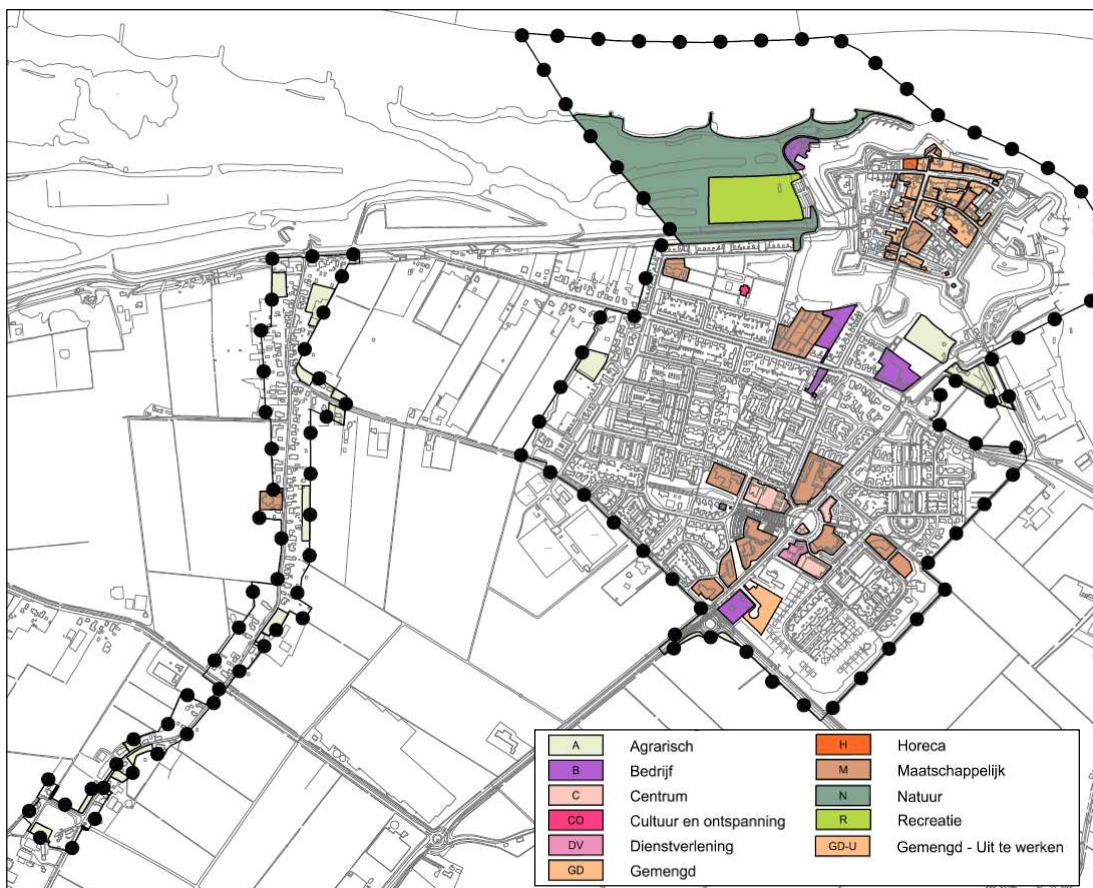 A Agrarisch
B Bedrijf
C Centrum
CO Cultuur en ontspanning
DV Dienstverlening
GD Gemengd
H Horeca
M Maatschappelijk
N Natuur
R Recreatie
GD-U Gemengd - Uit te werken